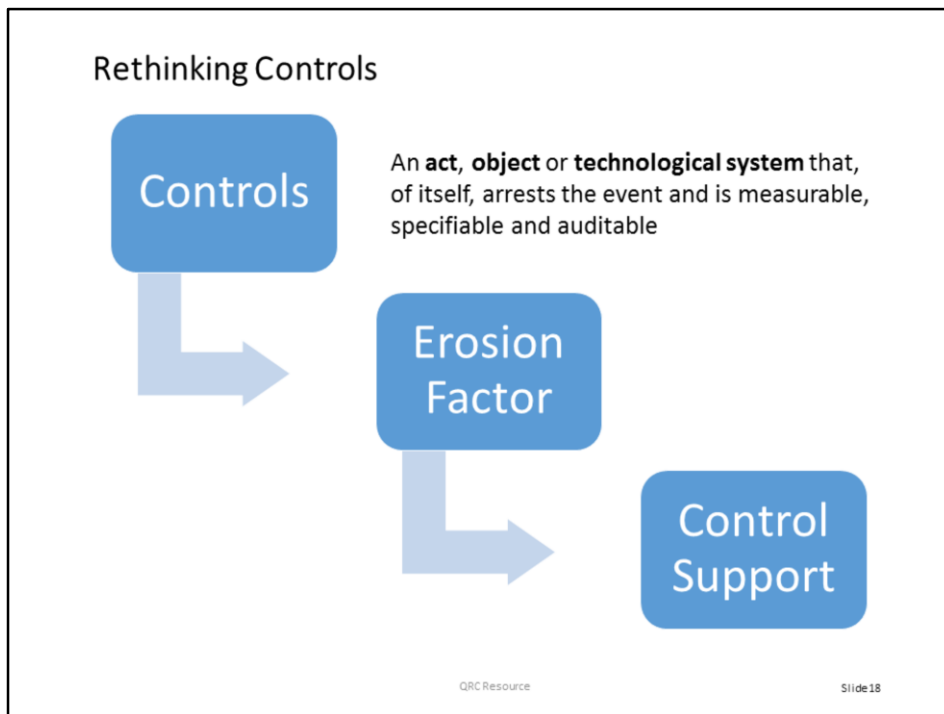 Rethinking Controls
Controls
An act, object or technological system that,
of itself, arrests the event and is measurable,
specifiable and auditable
Erosion
Factor
Control
Support
QRC Resource
Slide 18